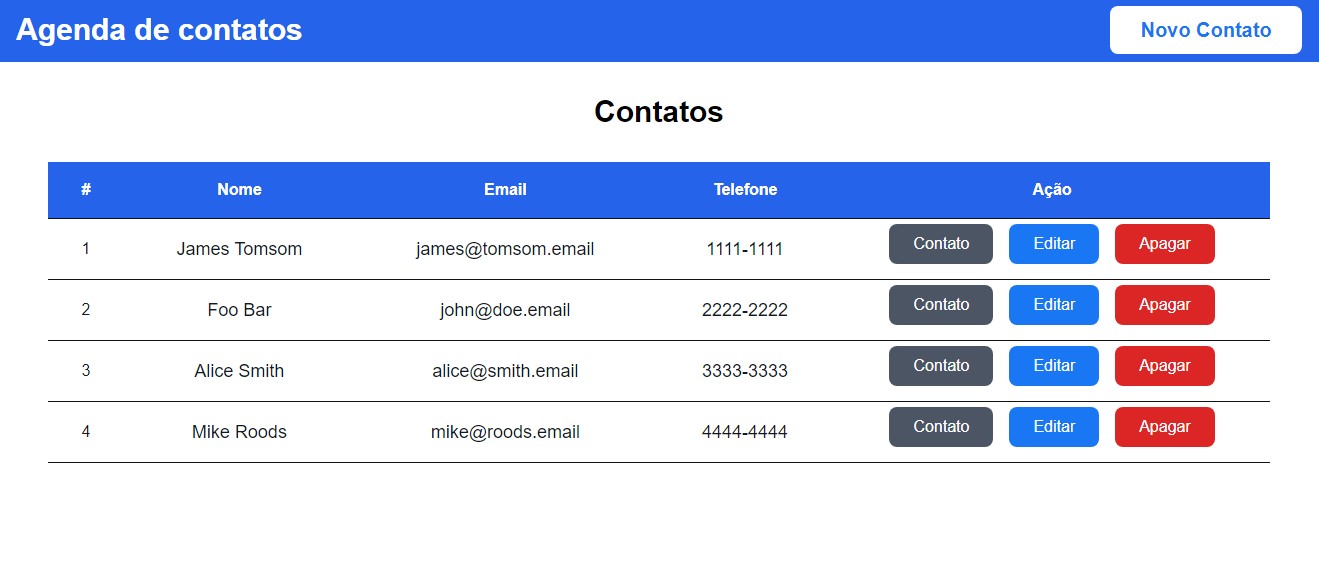 Agenda de contatos Novo Contato
Contatos
# Nome Email Telefone Ação
1 James Tomsom james@tomsom.email 1111-1111 Contato Editar Apagar
2 Foo Bar john@doe.email 2222-2222 Contato Editar Apagar
3 Alice Smith alice@smith.email 3333-3333 Contato Editar Apagar
4 Mike Roods mike@roods.email 4444-4444 Contato Editar Apagar